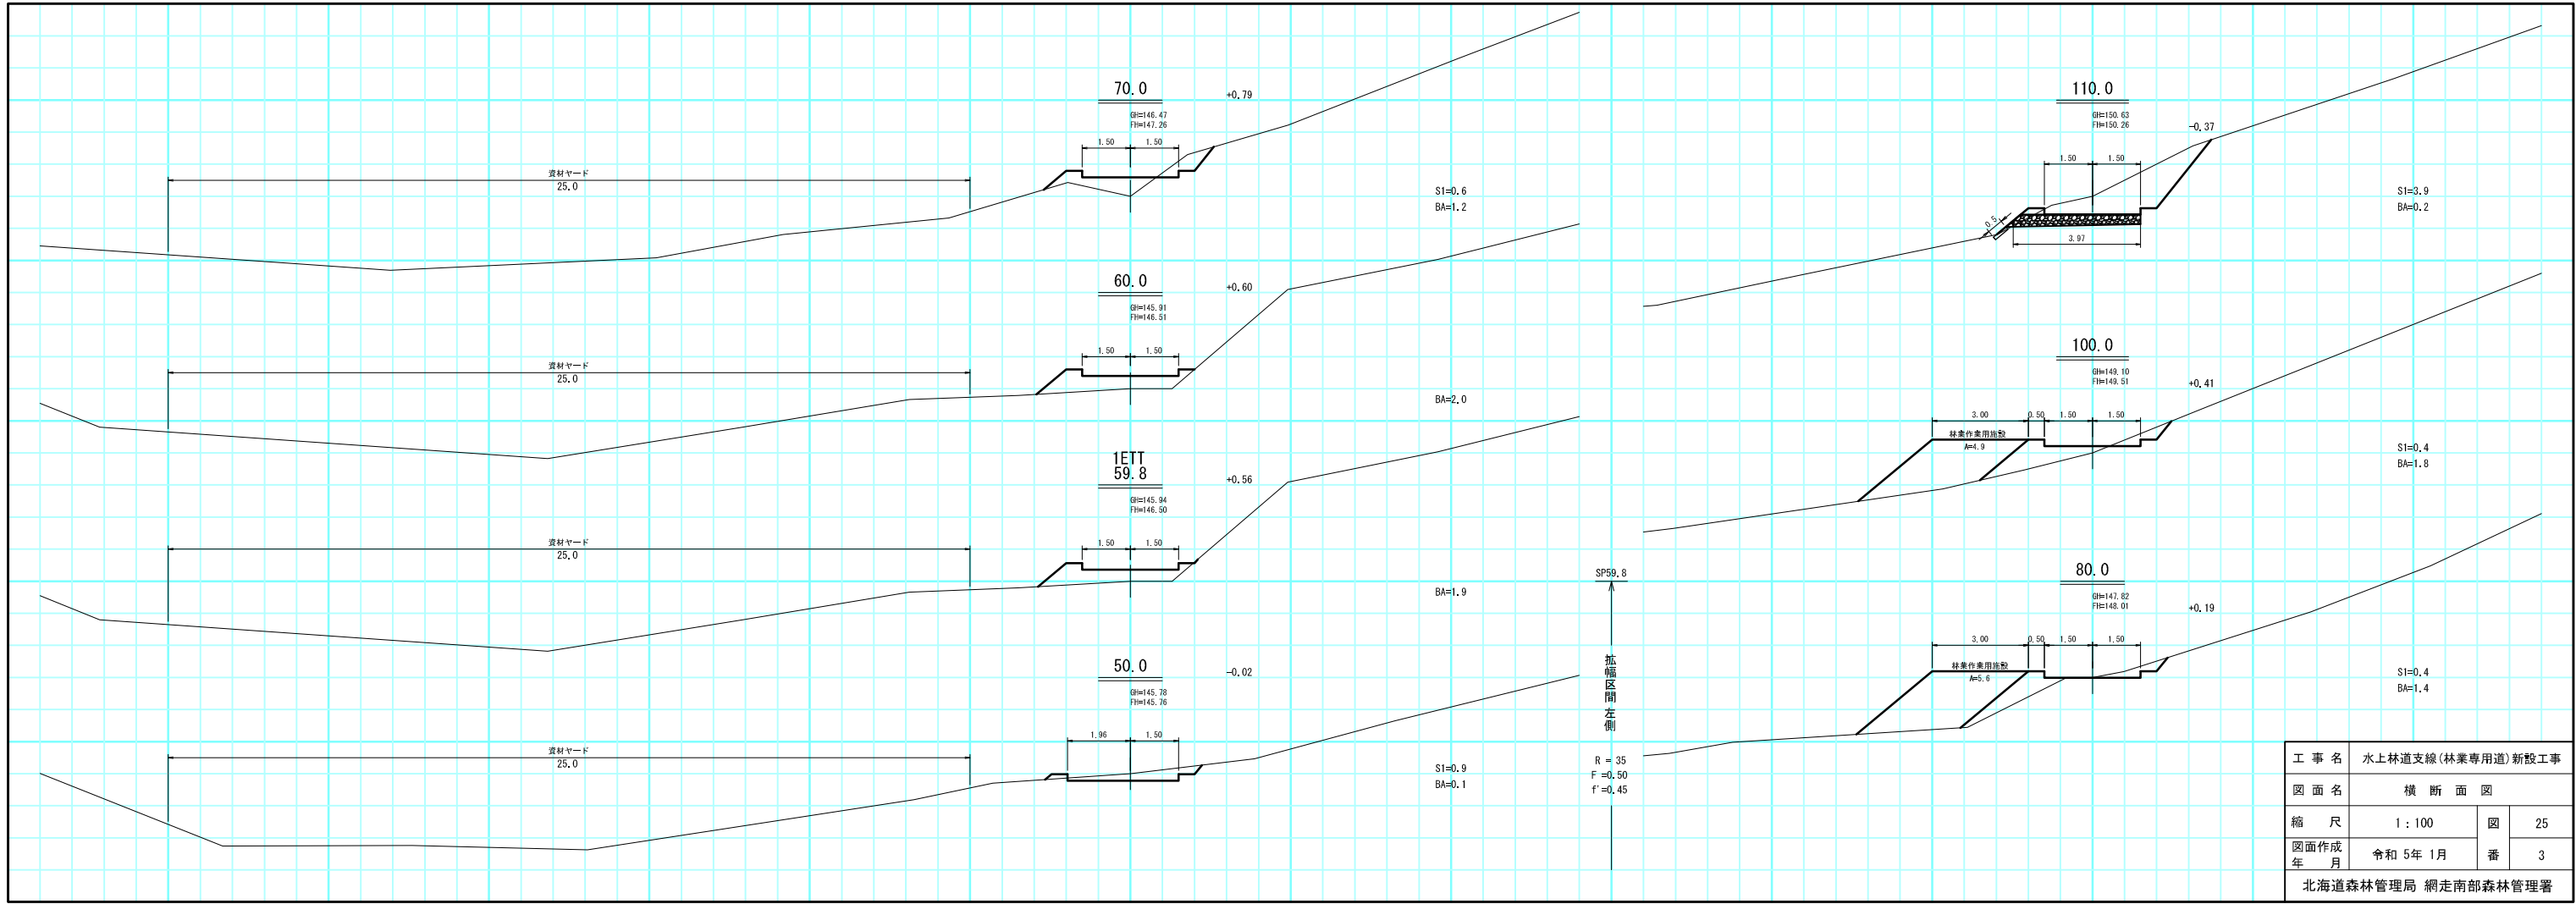 70.0
+0.79
GH=146.47
FH=147.26
1.50 1.50
資材ヤード
25.0
S1=0.6
BA=1.2
60.0
+0.60
GH=145.91
FH=146.51
1.50 1.50
資材ヤード
25.0
BA=2.0
1ETT
59.8
+0.56
GH=145.94
FH=146.50
1.50 1.50
資材ヤード
25.0
BA=1.9
50.0
-0.02
GH=145.78
FH=145.76
1.96 1.50
資材ヤード
25.0
S1=0.9
BA=0.1
SP59.8
拡幅区間 左側
R = 35
F =0.50
f'=0.45
110.0
GH=150.63
FH=150.26
-0.37
1.50 1.50
0.5
3.97
S1=3.9
BA=0.2
100.0
GH=149.10
FH=149.51
+0.41
3.00 0.50 1.50 1.50
林業作業用施設
A=4.9
S1=0.4
BA=1.8
80.0
GH=147.82
FH=148.01
+0.19
3.00 0.50 1.50 1.50
林業作業用施設
A=5.6
S1=0.4
BA=1.4
工事名 水上林道支線(林業専用道)新設工事
図面名 横断面図
縮尺 1:100 図 25
図面作成
年月 令和 5年 1月 番 3
北海道森林管理局 網走南部森林管理署